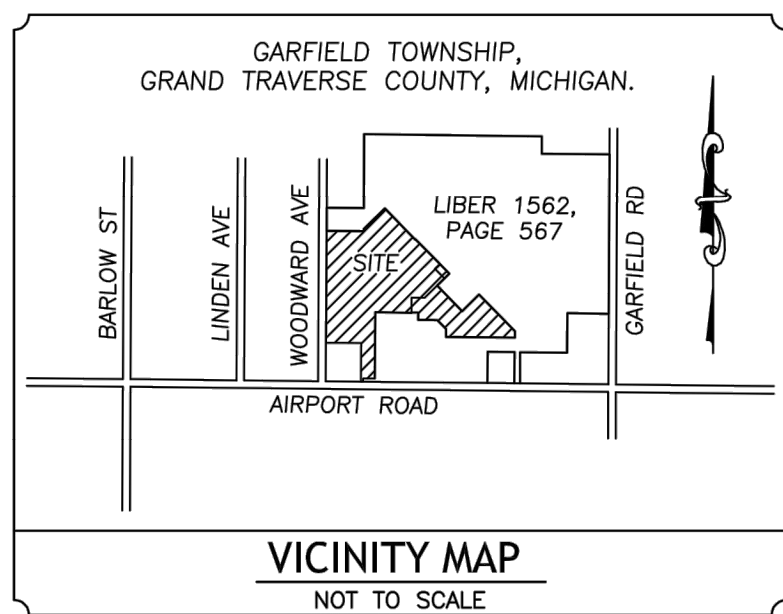 GARFIELD TOWNSHIP,
GRAND TRAVERSE COUNTY, MICHIGAN.
BARLOW ST
LINDEN AVE
WOODWARD AVE
LIBER 1562,
PAGE 567
SITE
GARFIELD RD
AIRPORT ROAD
VICINITY MAP
NOT TO SCALE